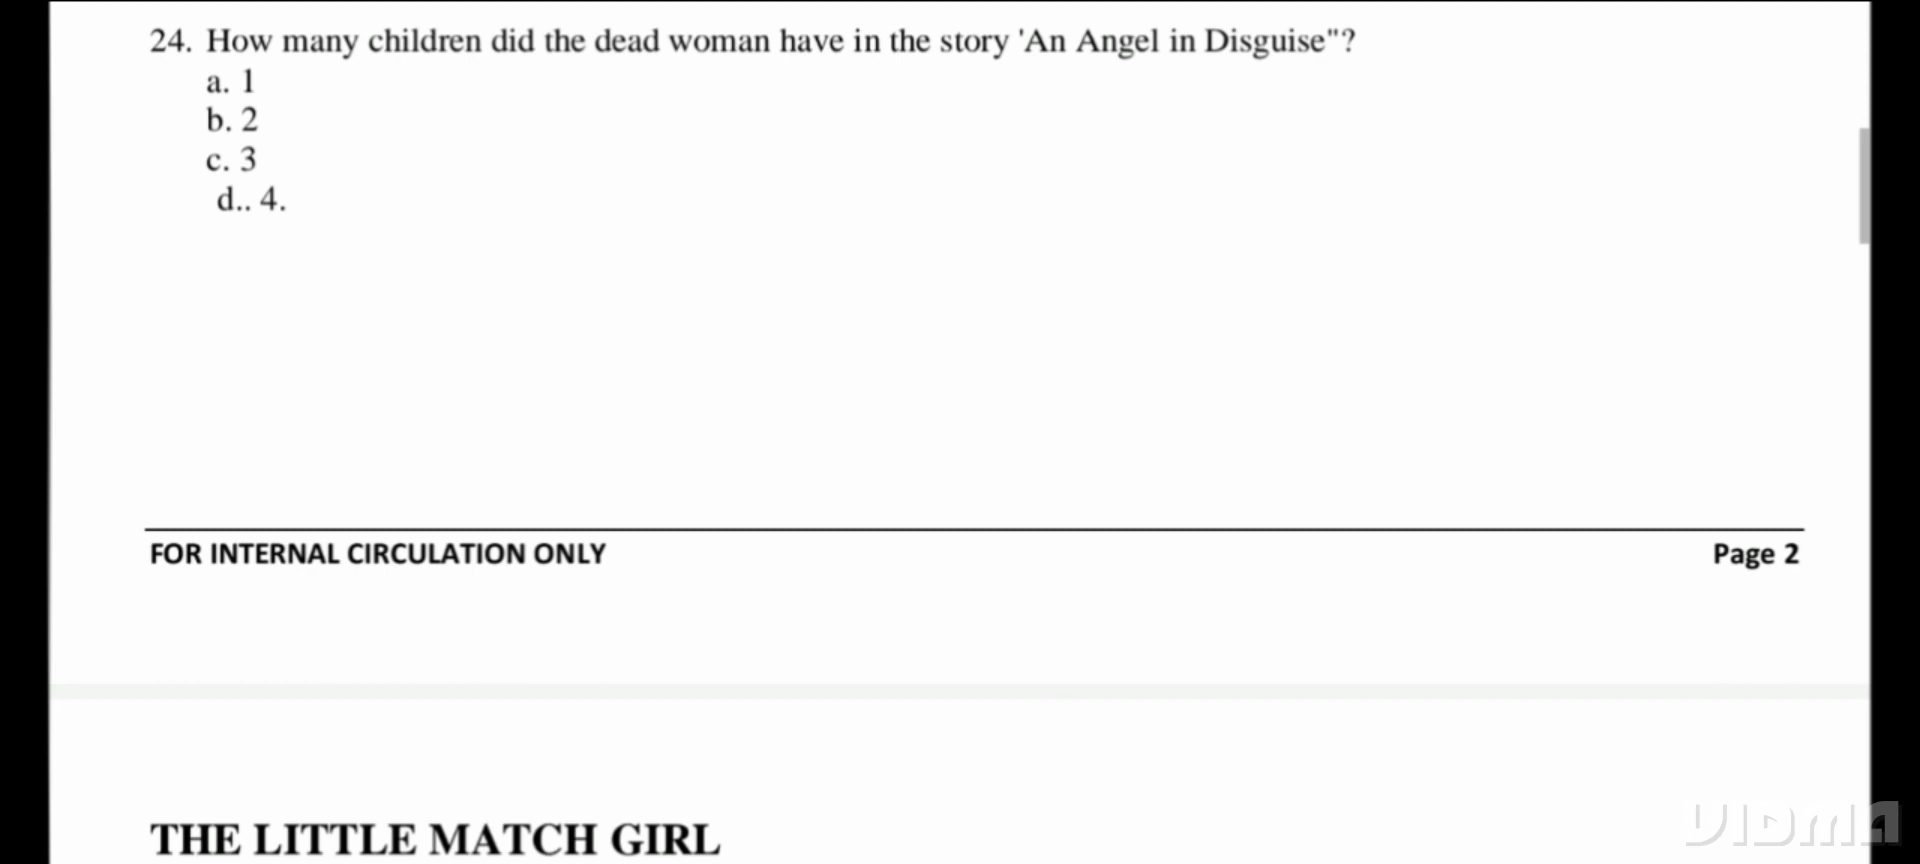 24. How many children did the dead woman have in the story 'An Angel in Disguise"?
a. 1
b. 2
c. 3
d.. 4.
FOR INTERNAL CIRCULATION ONLY Page 2
THE LITTLE MATCH GIRL
VIDMA